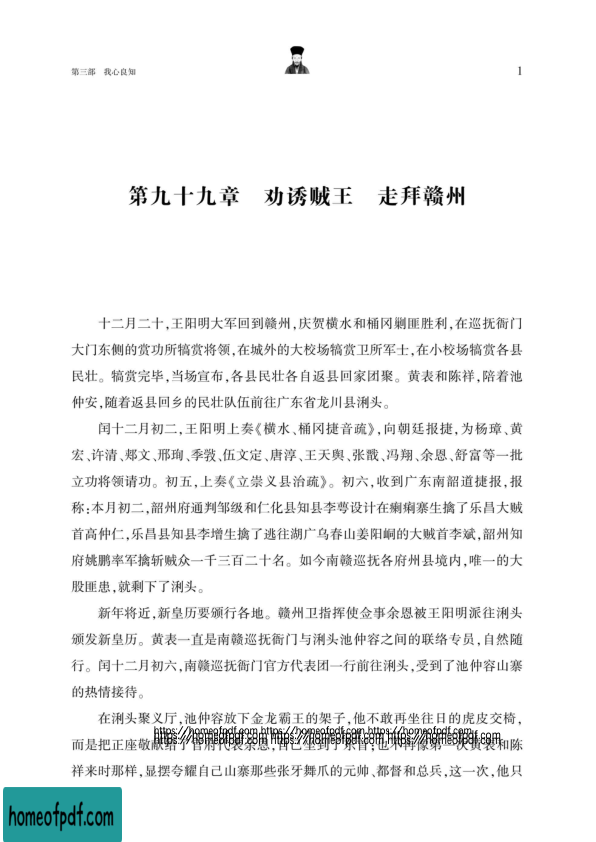 第三部 我心良知
1
第九十九章 劝诱贼王 走拜赣州
十二月二十，王阳明大军回到赣州，庆贺横水和桶冈剿匪胜利，在巡抚衙门
大门东侧的赏功所犒赏将领，在城外的大校场犒赏卫所军士，在小校场犒赏各县
民壮。犒赏完毕，当场宣布，各县民壮各自返县回家团聚。黄表和陈祥，陪着池
仲安，随着返县回乡的民壮队伍前往广东省龙川县浰头。
闰十二月初二，王阳明上奏《横水、桶冈捷音疏》，向朝廷报捷，为杨璋、黄
宏、许清、郏文、邢珣、季斅、伍文定、唐淳、王天舆、张戬、冯翔、余恩、舒富等一批
立功将领请功。初五，上奏《立崇义县治疏》。初六，收到广东南韶道捷报，报
称：本月初二，韶州府通判邹级和仁化县知县李萼设计在痢痢寨生擒了乐昌大贼
首高仲仁，乐昌县知县李增生擒了逃往湖广乌春山姜阳峒的大贼首李斌，韶州知
府姚鹏率军擒斩贼众一千三百二十名。如今南赣巡抚各府州县境内，唯一的大
股匪患，就剩下了浰头。
新年将近，新皇历要颁行各地。赣州卫指挥使佥事余恩被王阳明派往浰头
颁发新皇历。黄表一直是南赣巡抚衙门与浰头池仲容之间的联络专员，自然随
行。闰十二月初六，南赣巡抚衙门官方代表团一行前往浰头，受到了池仲容山寨
的热情接待。
在浰头聚义厅，池仲容放下金龙霸王的架子，他不敢再坐往日的虎皮交椅，
https://homeofpdf.com https://homeofpdf.com https://homeofpdf.com
而是把正座敬献给了官府代表余恩，自己坐到了东首；也不再像第一次黄表和陈
祥来时那样，显摆夸耀自己山寨那些张牙舞爪的元帅、都督和总兵，这一次，他只
homeofpdf.com